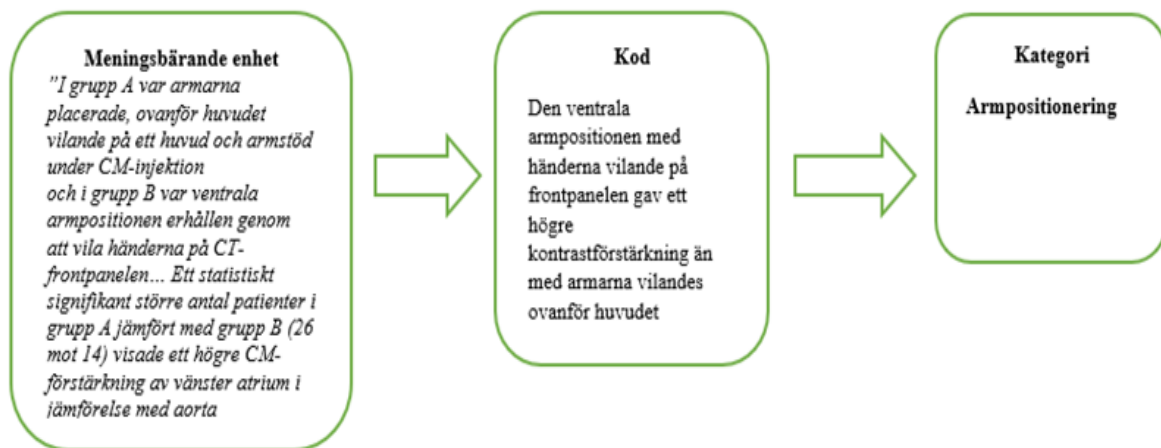 Meningsbärande enhet
"I grupp A var armarna
placerade, ovanför huvudet
vilande på ett huvud och armstöd
under CM-injektion
och i grupp B var ventrala
armpositionen erhållen genom
att vila händerna på CT-
frontpanelen... Ett statistiskt
signifikant större antal patienter i
grupp A jämfört med grupp B (26
mot 14) visade ett högre CM-
förstärkning av vänster atrium i
jämförelse med aorta
Kod
Den ventrala
armpositionen med
händerna vilande på
frontpanelen gav ett
högre
kontrastförstärkning än
med armarna vilandes
ovanför huvudet
Kategori
Armpositionering